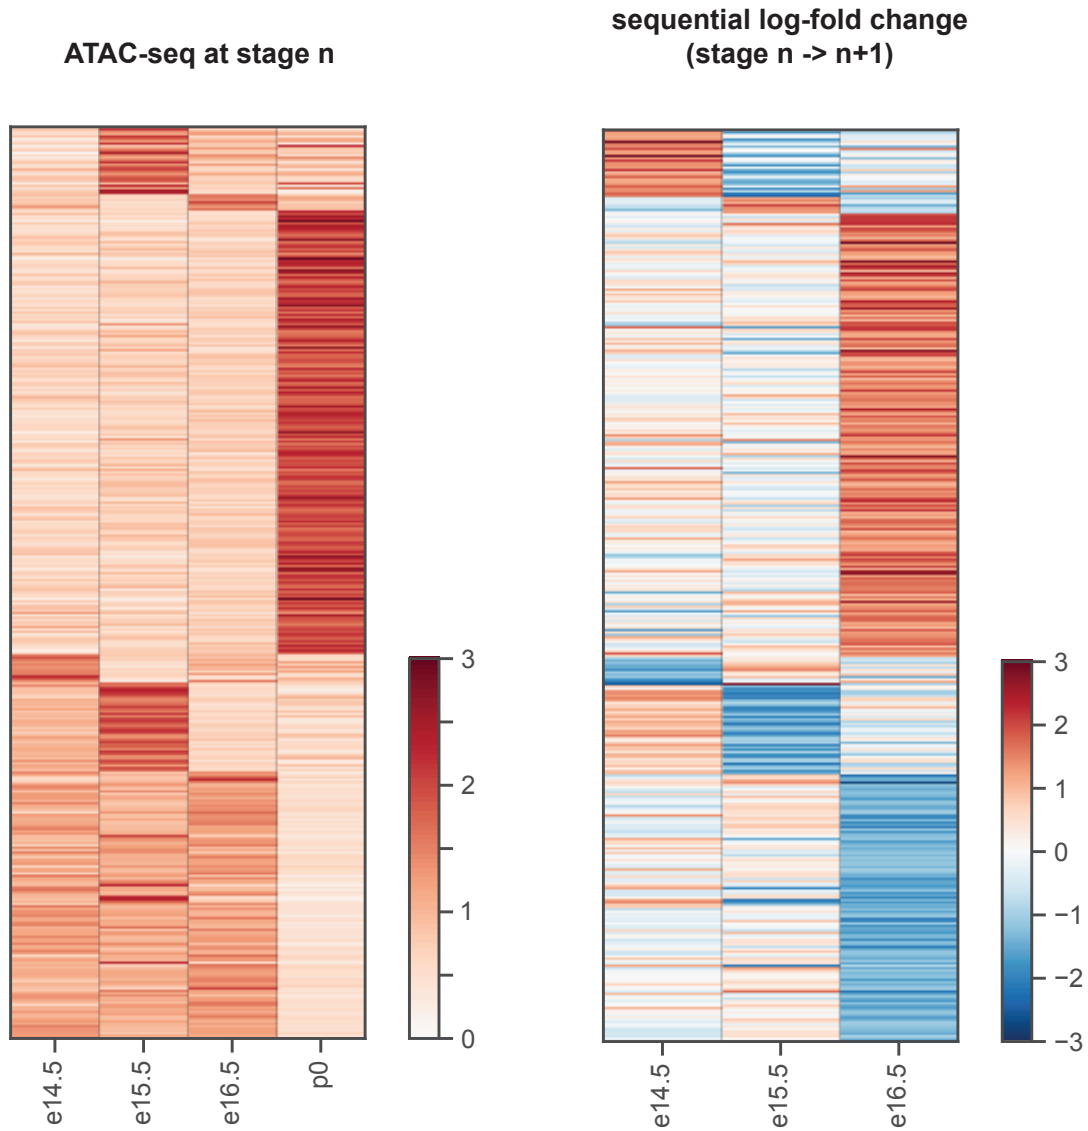 ATAC-seq at stage n
sequential log-fold change
(stage n -> n+1)
3
2
1
0
3
2
1
0
−1
−2
−3
e14.5
e15.5
e16.5
p0
e14.5
e15.5
e16.5